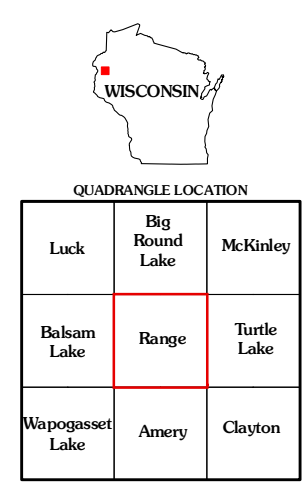 WISCONSIN
QUADRANGLE LOCATION
Luck
Big
Round
Lake
McKinley
Balsam
Lake
Range
Turtle
Lake
Wapogasset
Lake
Amery
Clayton